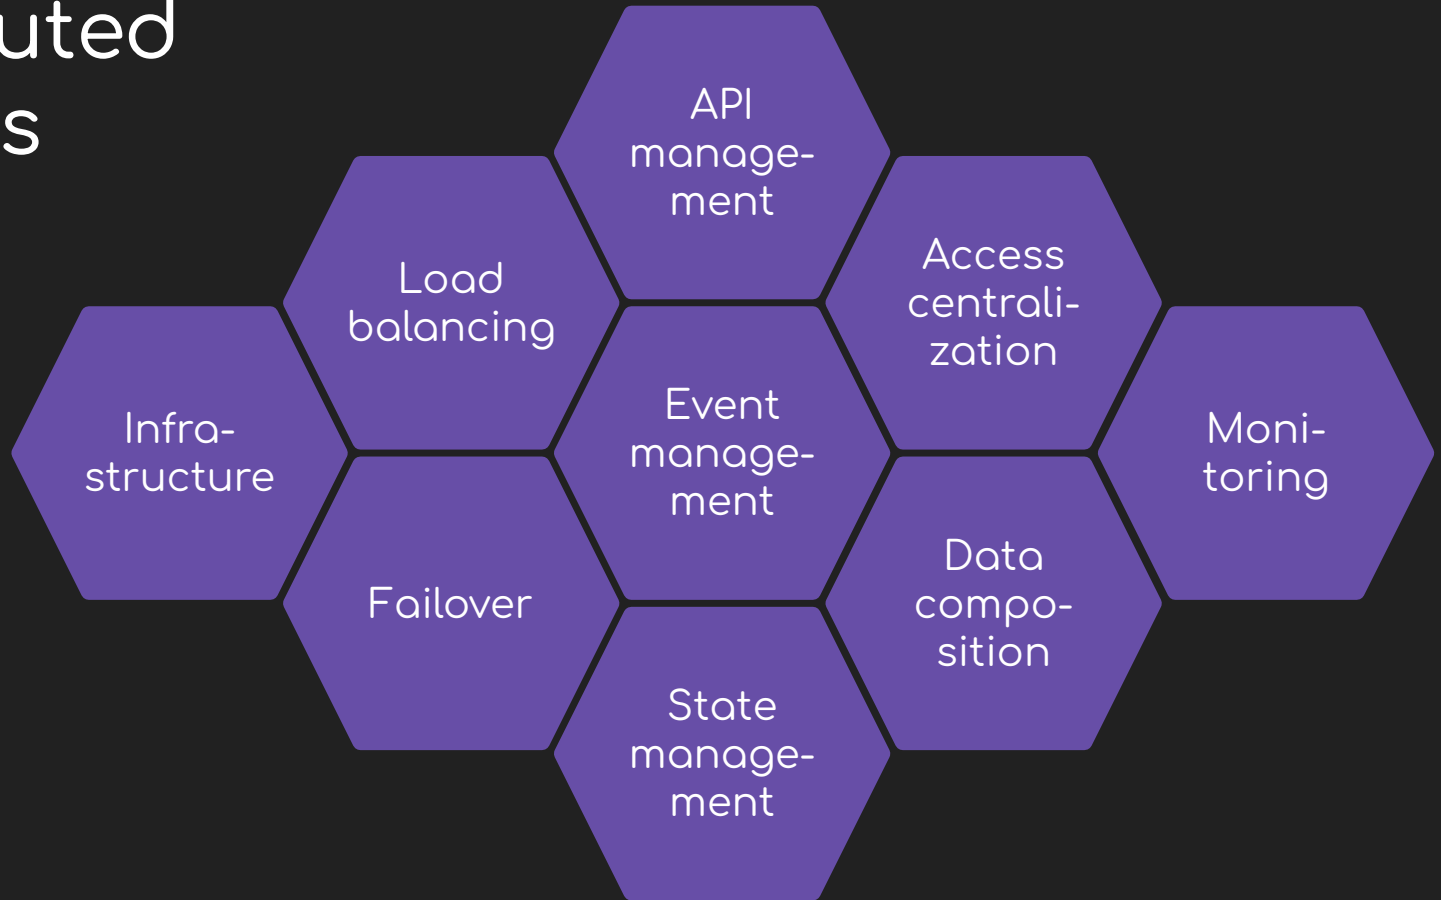 uted
s
API
manage-
ment
Load
balancing
Access
centrali-
zation
Infra-
structure
Event
manage-
ment
Moni-
toring
Failover
Data
compo-
sition
State
manage-
ment